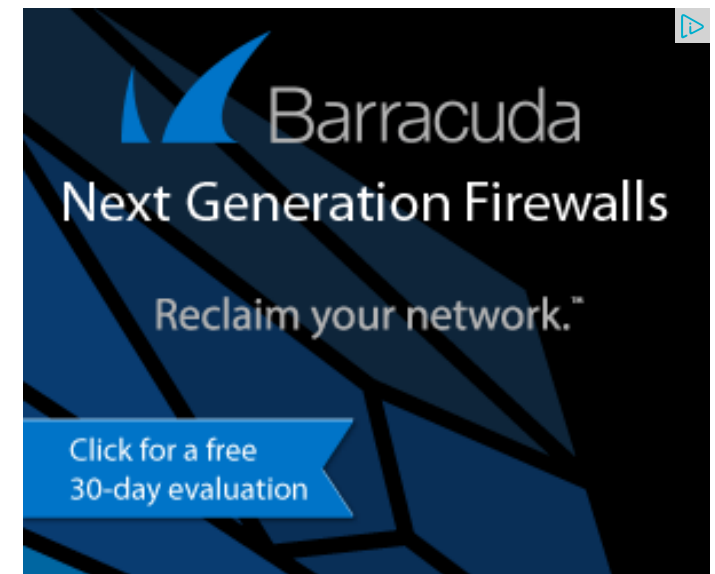 Barracuda
Next Generation Firewalls
Reclaim your network.™
Click for a free
30-day evaluation